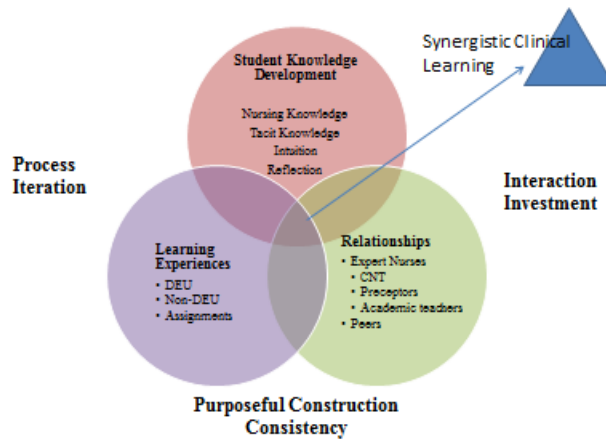 Synergistic Clinical
Learning
Student Knowledge
Development
Nursing Knowledge
Tacit Knowledge
Intuition
Reflection
Process
Iteration
Interaction
Investment
Learning
Experiences
• DEU
• Non-DEU
• Assignments
Relationships
• Expert Nurses
• CNT
• Preceptors
• Academic teachers
• Peers
Purposeful Construction
Consistency